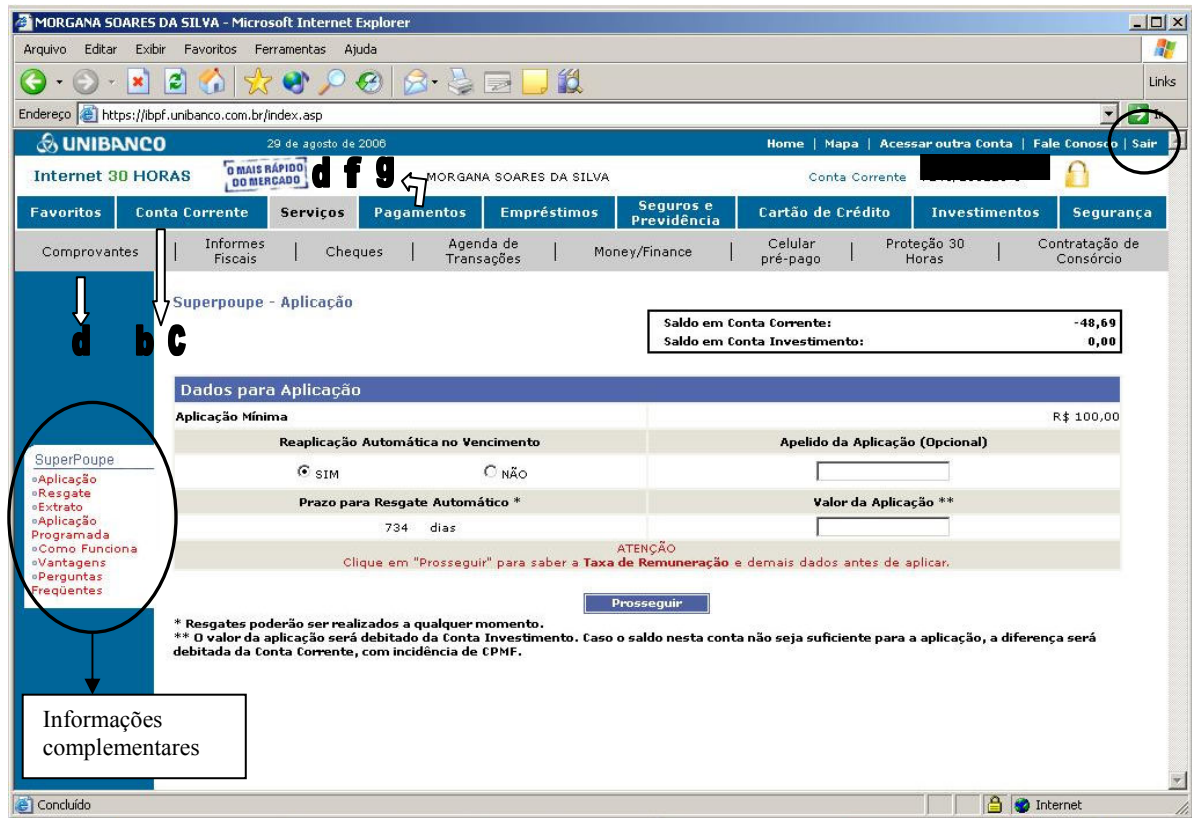 MORGANA SOARES DA SILVA - Microsoft Internet Explorer
Arquivo Editar Exibir Favoritos Ferramentas Ajuda
Links
Endereço https://ibpf.unibanco.com.br/index.asp
UNIBANCO 29 de agosto de 2006 Home | Mapa | Acessar outra Conta | Fale Conosco | Sair
Internet 30 HORAS O MAIS RÁPIDO DO MERCADO d f g MORGANA SOARES DA SILVA Conta Corrente
Favoritos Conta Corrente Serviços Pagamentos Empréstimos Seguros e Previdência Cartão de Crédito Investimentos Segurança
Comprovantes | Informes Fiscais | Cheques | Agenda de Transações | Money/Finance | Celular pré-pago | Proteção 30 Horas | Contratação de Consórcio
Superpoupe - Aplicação
Saldo em Conta Corrente: -48,69
Saldo em Conta Investimento: 0,00
d b C
Dados para Aplicação
Aplicação Mínima R$ 100,00
Reaplicação Automática no Vencimento Apelido da Aplicação (Opcional)
SIM NÃO
Prazo para Resgate Automático * Valor da Aplicação **
734 dias
ATENÇÃO
Clique em "Prosseguir" para saber a Taxa de Remuneração e demais dados antes de aplicar.
Prosseguir
* Resgates poderão ser realizados a qualquer momento.
** O valor da aplicação será debitado da Conta Investimento. Caso o saldo nesta conta não seja suficiente para a aplicação, a diferença será
debitada da Conta Corrente, com incidência de CPMF.
SuperPoupe
Aplicação
Resgate
Extrato
Aplicação
Programada
Como Funciona
Vantagens
Perguntas
Freqüentes
Informações
complementares
Concluído Internet